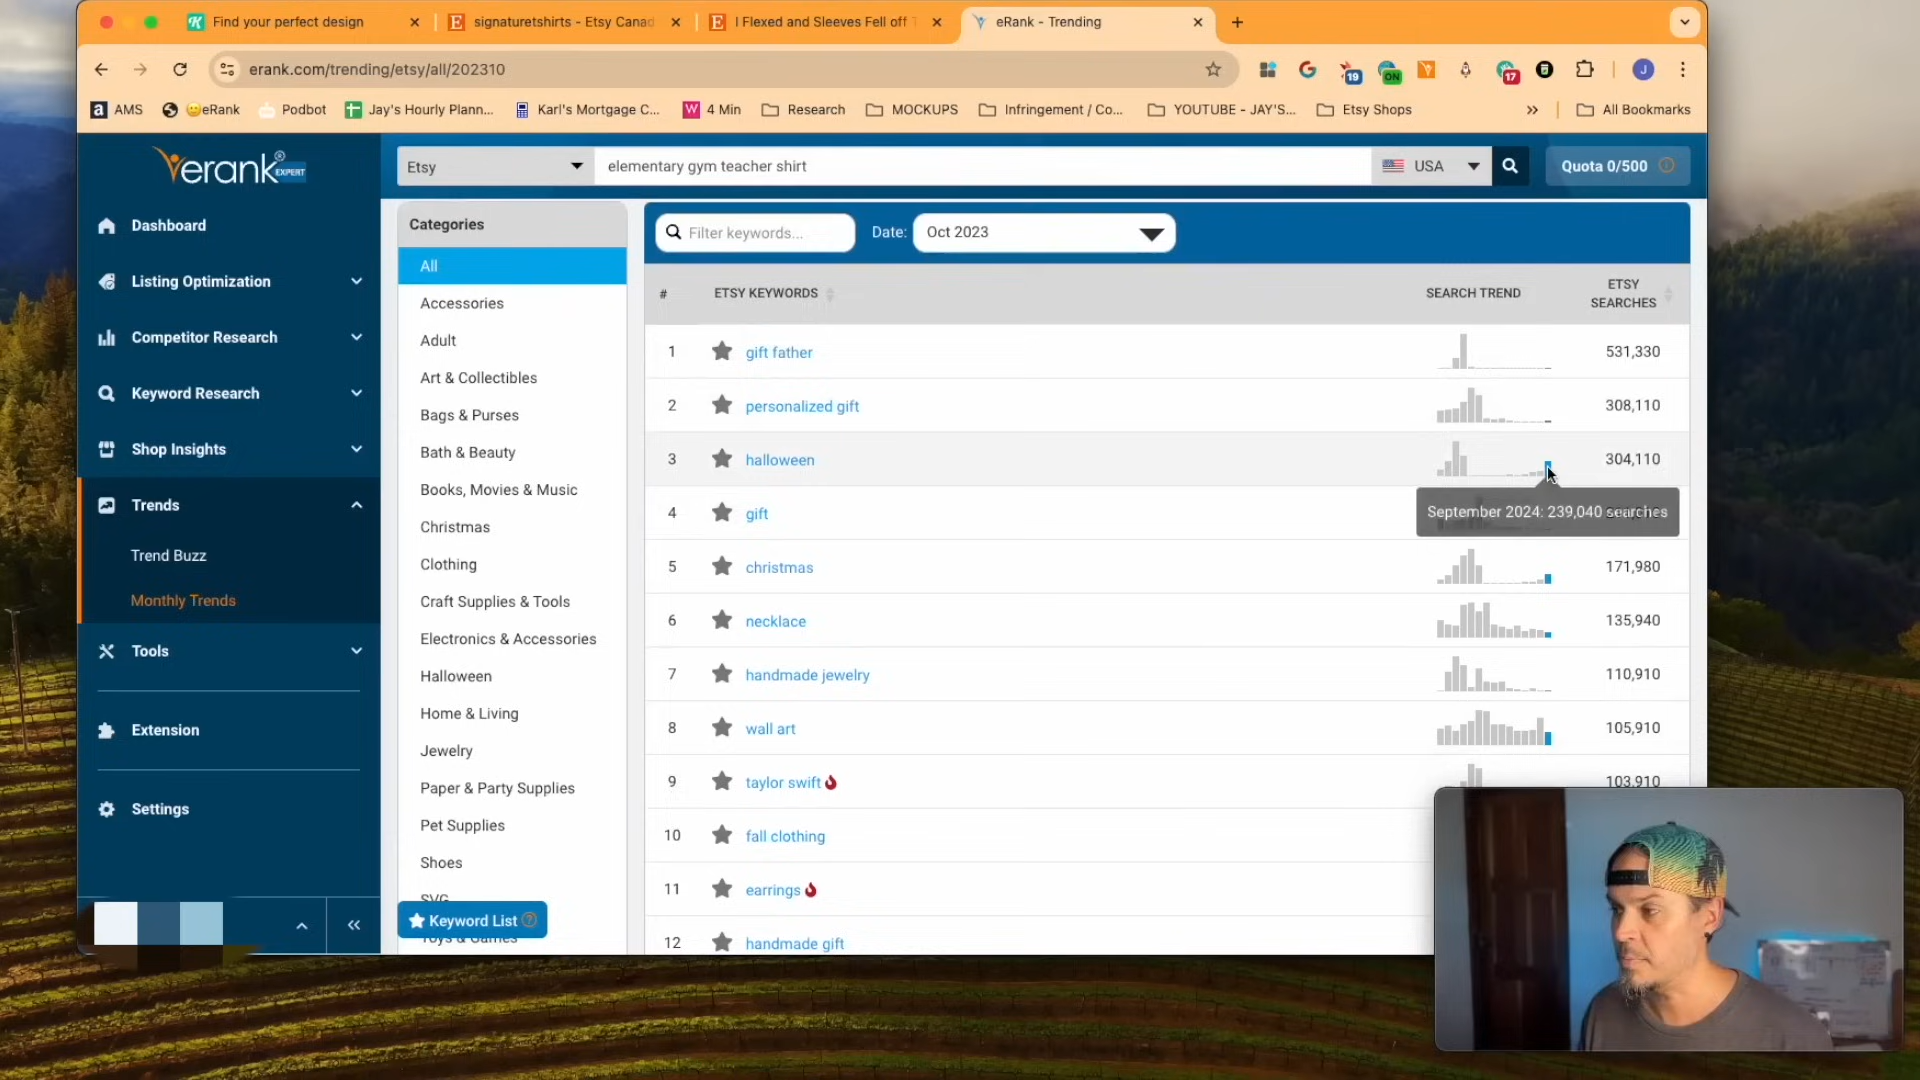 Find your perfect design
signaturetshirts - Etsy Canad
I Flexed and Sleeves Fell off T
eRank - Trending
erank.com/trending/etsy/all/202310
19
ON
17
J
AMS
eRank
Podbot
Jay's Hourly Plann...
Karl's Mortgage C...
4 Min
Research
MOCKUPS
Infringement / Co...
YOUTUBE - JAY'S...
Etsy Shops
All Bookmarks
erank® EXPERT
Etsy
elementary gym teacher shirt
USA
Quota 0/500
Dashboard
Listing Optimization
Competitor Research
Keyword Research
Shop Insights
Trends
Trend Buzz
Monthly Trends
Tools
Extension
Settings
Categories
All
Accessories
Adult
Art & Collectibles
Bags & Purses
Bath & Beauty
Books, Movies & Music
Christmas
Clothing
Craft Supplies & Tools
Electronics & Accessories
Halloween
Home & Living
Jewelry
Paper & Party Supplies
Pet Supplies
Shoes
SVG
Keyword List
Toys & Games
Filter keywords...
Date:
Oct 2023
# ETSY KEYWORDS SEARCH TREND ETSY SEARCHES
1 gift father 531,330
2 personalized gift 308,110
3 halloween 304,110
4 gift
September 2024: 239,040 searches
5 christmas 171,980
6 necklace 135,940
7 handmade jewelry 110,910
8 wall art 105,910
9 taylor swift 103,910
10 fall clothing
11 earrings
12 handmade gift